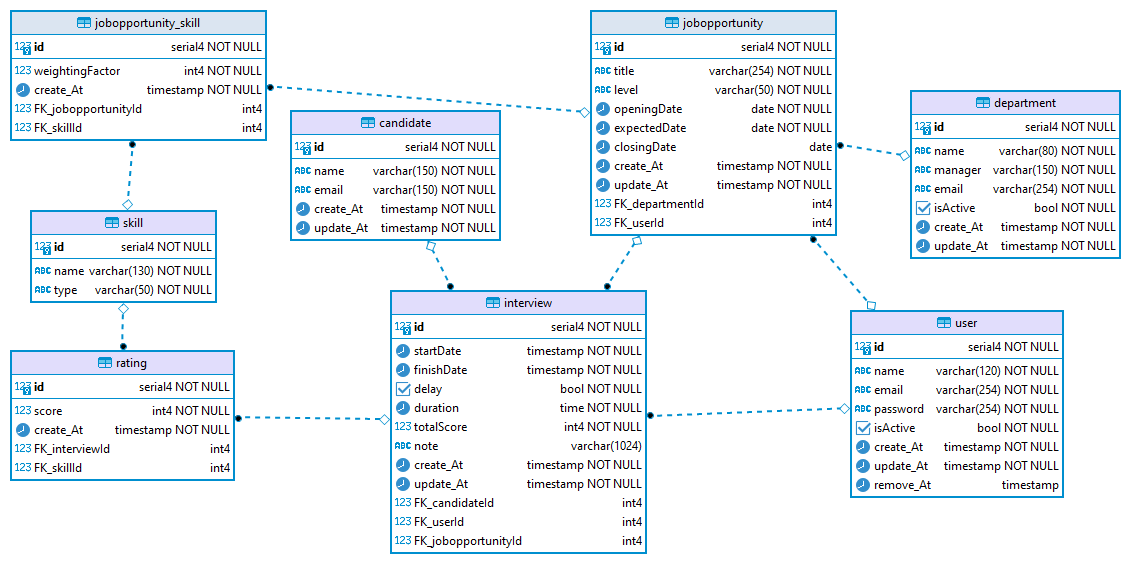 jobopportunity_skill
123 id serial4 NOT NULL
123 weightingFactor int4 NOT NULL
create_At timestamp NOT NULL
123 FK_jobopportunityId int4
123 FK_skillId int4
jobopportunity
123 id serial4 NOT NULL
ABC title varchar(254) NOT NULL
ABC level varchar(50) NOT NULL
openingDate date NOT NULL
expectedDate date NOT NULL
closingDate date
create_At timestamp NOT NULL
update_At timestamp NOT NULL
123 FK_departmentId int4
123 FK_userId int4
department
123 id serial4 NOT NULL
ABC name varchar(80) NOT NULL
ABC manager varchar(150) NOT NULL
ABC email varchar(254) NOT NULL
isActive bool NOT NULL
create_At timestamp NOT NULL
update_At timestamp NOT NULL
candidate
123 id serial4 NOT NULL
ABC name varchar(150) NOT NULL
ABC email varchar(150) NOT NULL
create_At timestamp NOT NULL
update_At timestamp NOT NULL
skill
123 id serial4 NOT NULL
ABC name varchar(130) NOT NULL
ABC type varchar(50) NOT NULL
interview
123 id serial4 NOT NULL
startDate timestamp NOT NULL
finishDate timestamp NOT NULL
delay bool NOT NULL
duration time NOT NULL
123 totalScore int4 NOT NULL
ABC note varchar(1024)
create_At timestamp NOT NULL
update_At timestamp NOT NULL
123 FK_candidateId int4
123 FK_userId int4
123 FK_jobopportunityId int4
user
123 id serial4 NOT NULL
ABC name varchar(120) NOT NULL
ABC email varchar(254) NOT NULL
ABC password varchar(254) NOT NULL
isActive bool NOT NULL
create_At timestamp NOT NULL
update_At timestamp NOT NULL
remove_At timestamp
rating
123 id serial4 NOT NULL
123 score int4 NOT NULL
create_At timestamp NOT NULL
123 FK_interviewId int4
123 FK_skillId int4